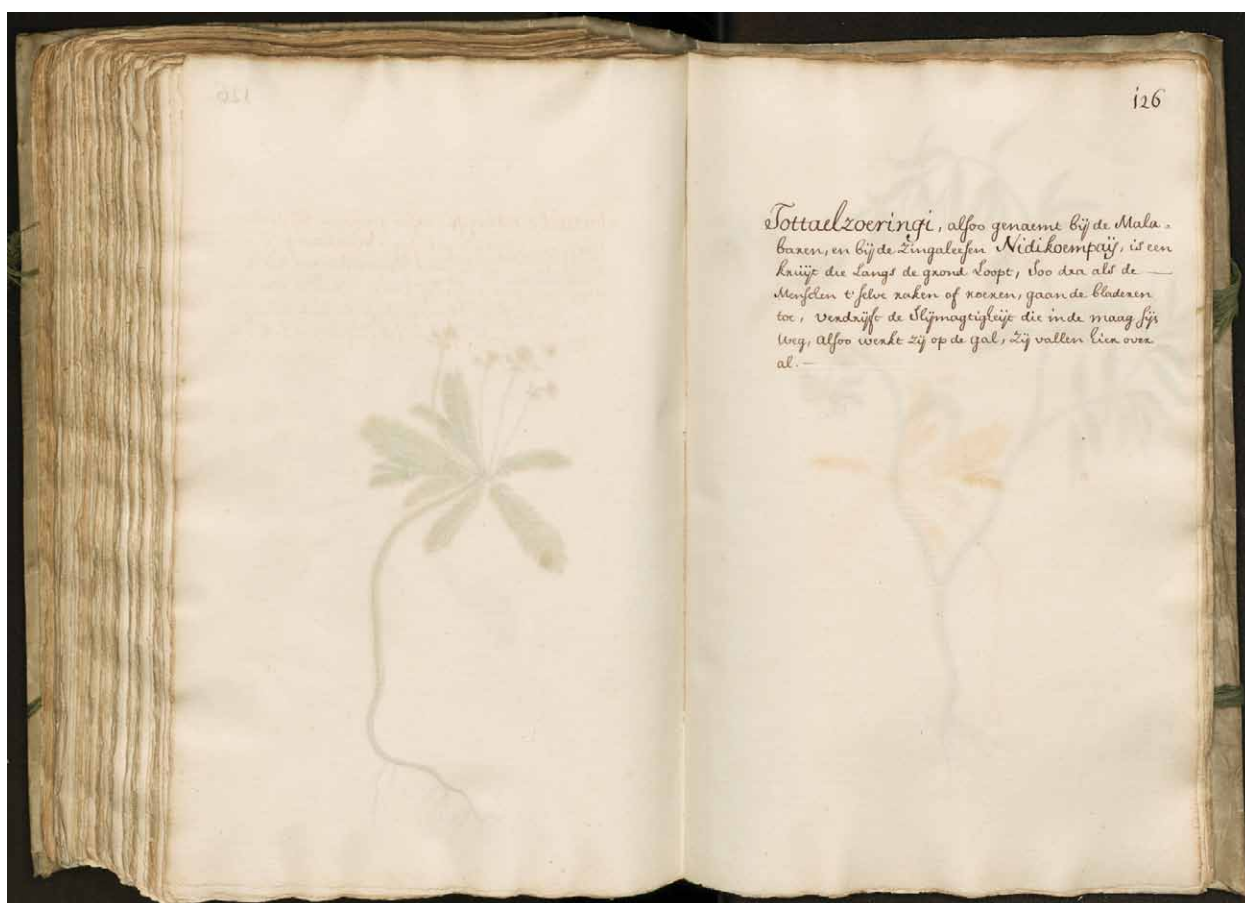 126
Tottaelzoeringi, alsoo genaemt bij de Mala-
baren, en bij de Zingaleesen Nidikoempaij, is een
kruijt die Langs de grond Loopt, Soo dra als de
Menschen t'selve raken of roeren, gaan de bladeren
toe, verdrijft de Slijmagtigheijt die in de maag sijs
weg, alsoo werkt zij op de gal, zij vallen hier over
al.